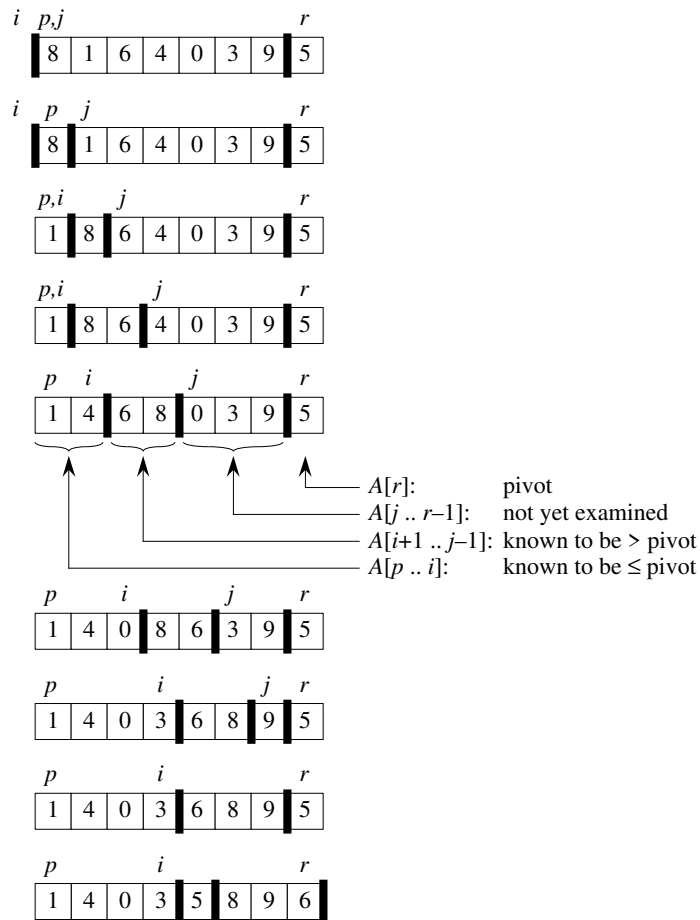 i p,j r
8 1 6 4 0 3 9 5
i p j r
8 1 6 4 0 3 9 5
p,i j r
1 8 6 4 0 3 9 5
p,i j r
1 8 6 4 0 3 9 5
p i j r
1 4 6 8 0 3 9 5
A[r]: pivot
A[j .. r–1]: not yet examined
A[i+1 .. j–1]: known to be > pivot
A[p .. i]: known to be ≤ pivot
p i j r
1 4 0 8 6 3 9 5
p i j r
1 4 0 3 6 8 9 5
p i r
1 4 0 3 6 8 9 5
p i r
1 4 0 3 5 8 9 6